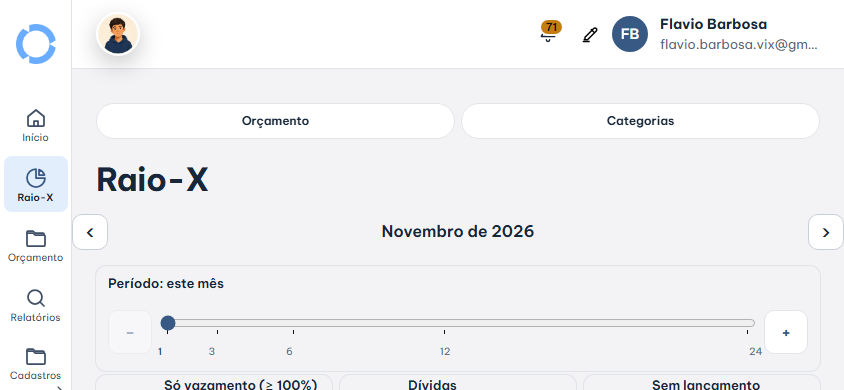 71
FB
Flavio Barbosa
flavio.barbosa.vix@gm...
Início
Raio-X
Orçamento
Relatórios
Cadastros
Orçamento
Categorias
Raio-X
‹
Novembro de 2026
›
Período: este mês
−
+
1
3
6
12
24
Só vazamento (≥ 100%)
Dívidas
Sem lançamento